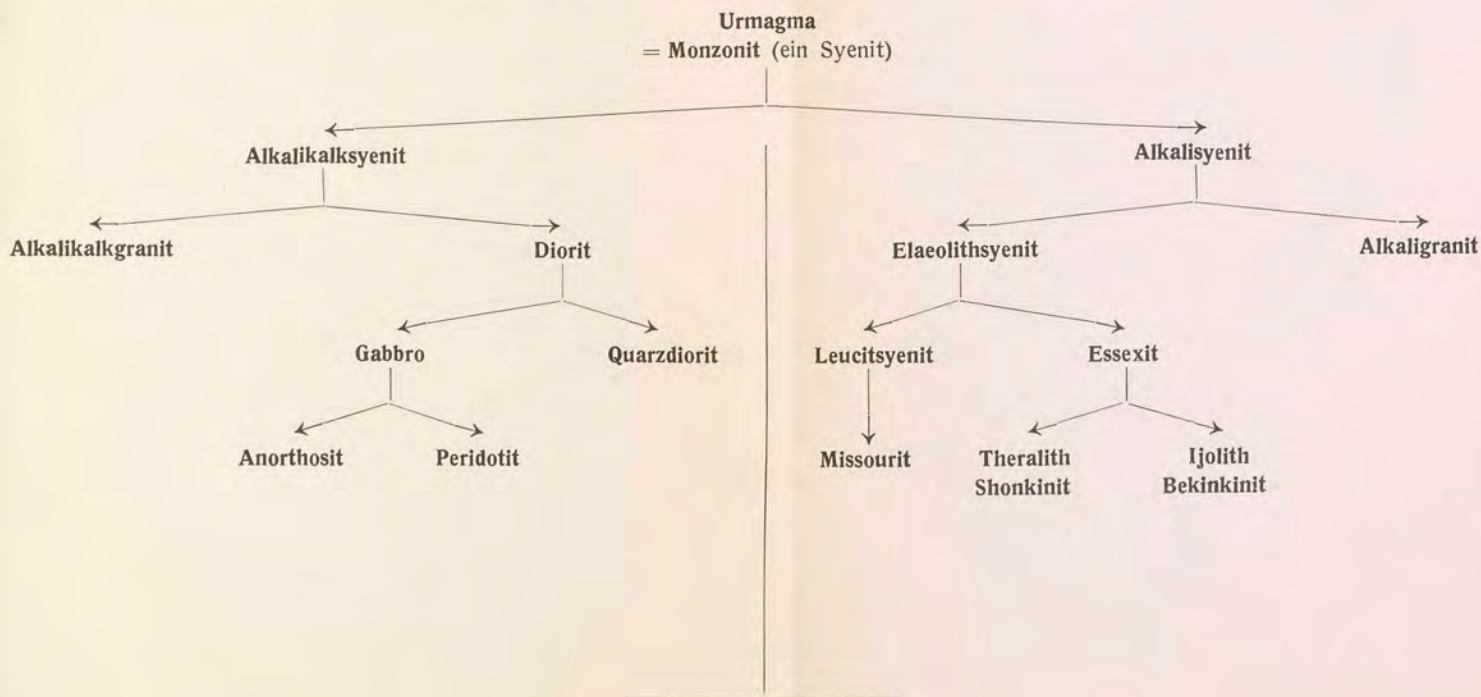 Urmagma
= Monzonit (ein Syenit)
Alkalikalksyenit
Alkalisyenit
Alkalikalkgranit
Diorit
Elaeolithsyenit
Alkaligranit
Gabbro
Quarzdiorit
Leucitsyenit
Essexit
Anorthosit
Peridotit
Missourit
Theralith
Shonkinit
Ijolith
Bekinkinit